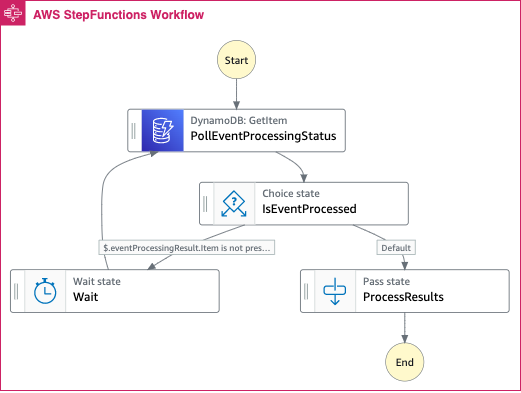 AWS StepFunctions Workflow
Start
DynamoDB: GetItem
PollEventProcessingStatus
Choice state
IsEventProcessed
$.eventProcessingResult.Item is not pres...
Default
Wait state
Wait
Pass state
ProcessResults
End